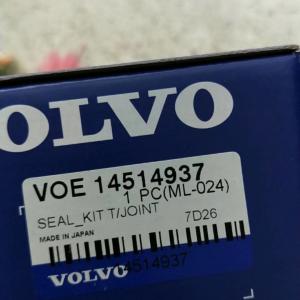 VOLVO
VOE 14514937
1 PC(ML-024)
SEAL_KIT T/JOINT 7D26
MADE IN JAPAN
VOLVO 14514937